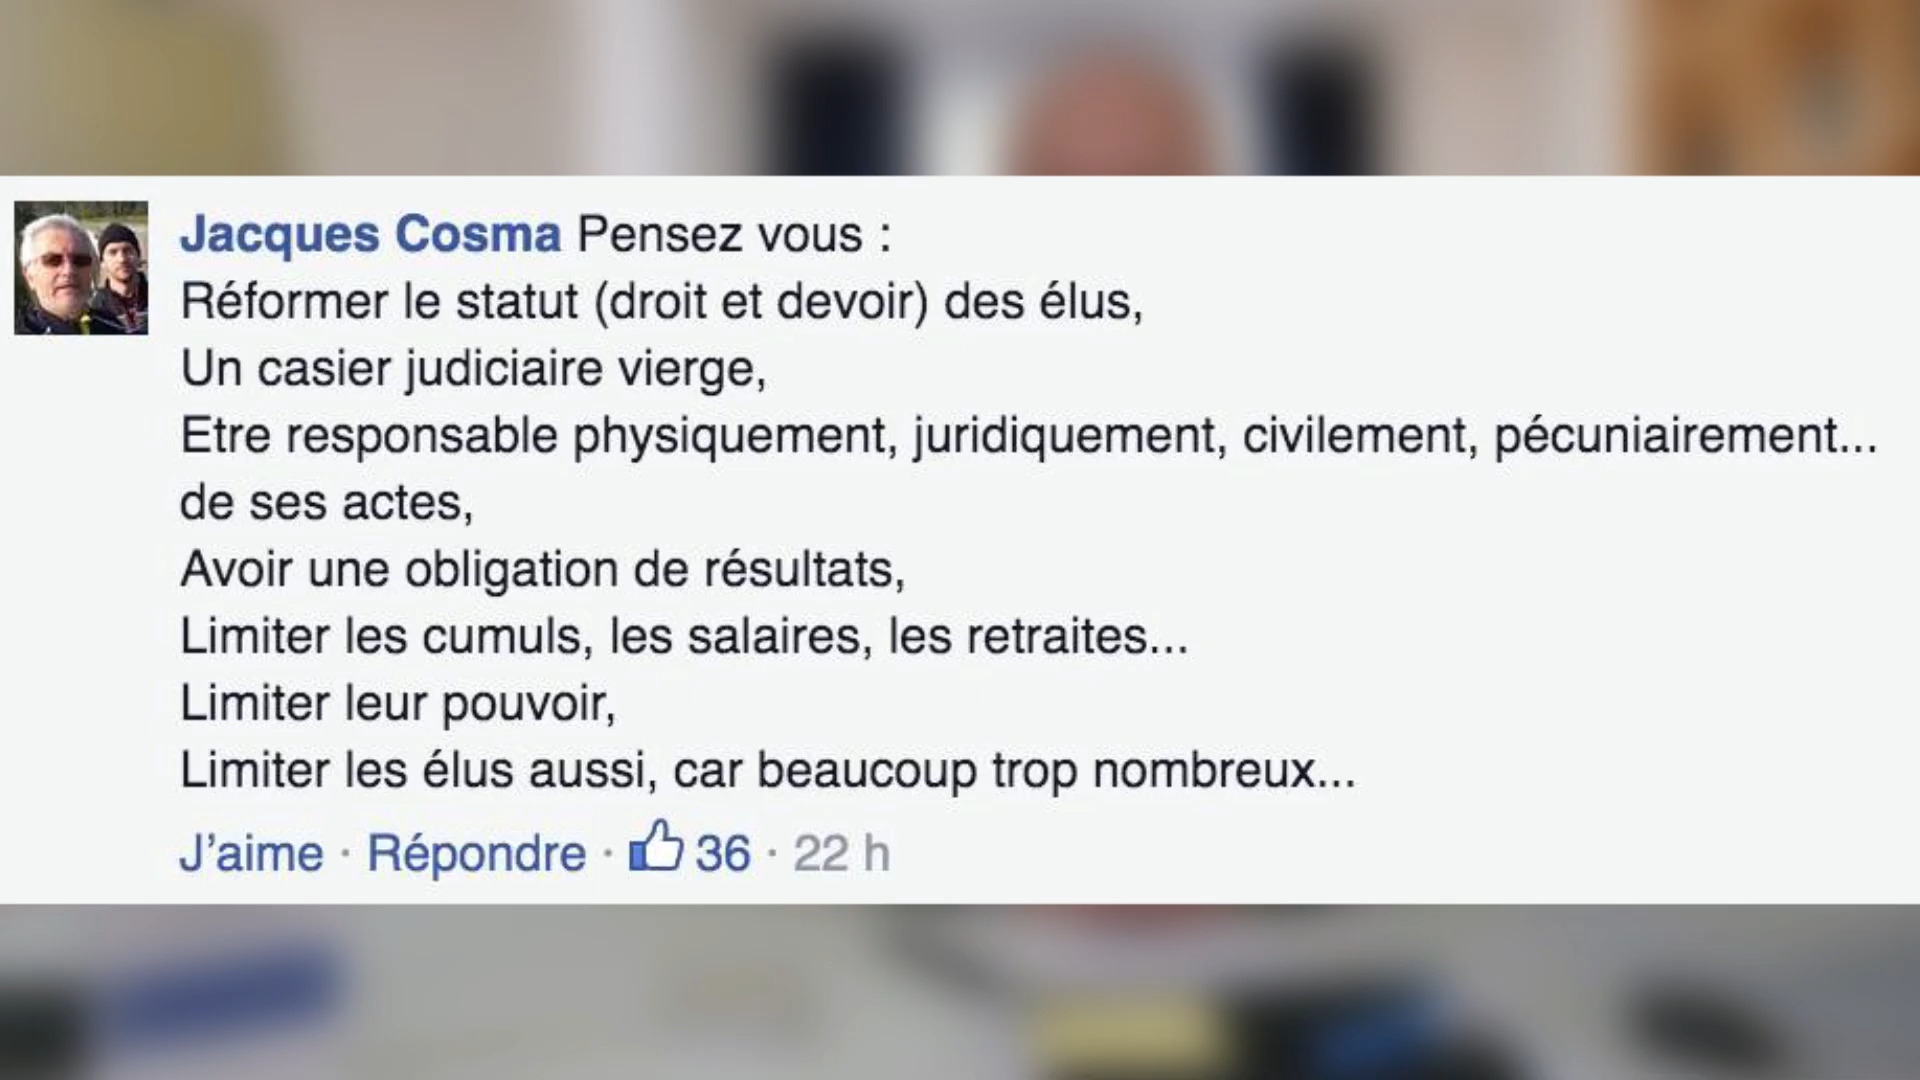 Jacques Cosma Pensez vous :
Réformer le statut (droit et devoir) des élus,
Un casier judiciaire vierge,
Etre responsable physiquement, juridiquement, civilement, pécuniairement...
de ses actes,
Avoir une obligation de résultats,
Limiter les cumuls, les salaires, les retraites...
Limiter leur pouvoir,
Limiter les élus aussi, car beaucoup trop nombreux...
J'aime · Répondre · 36 · 22 h